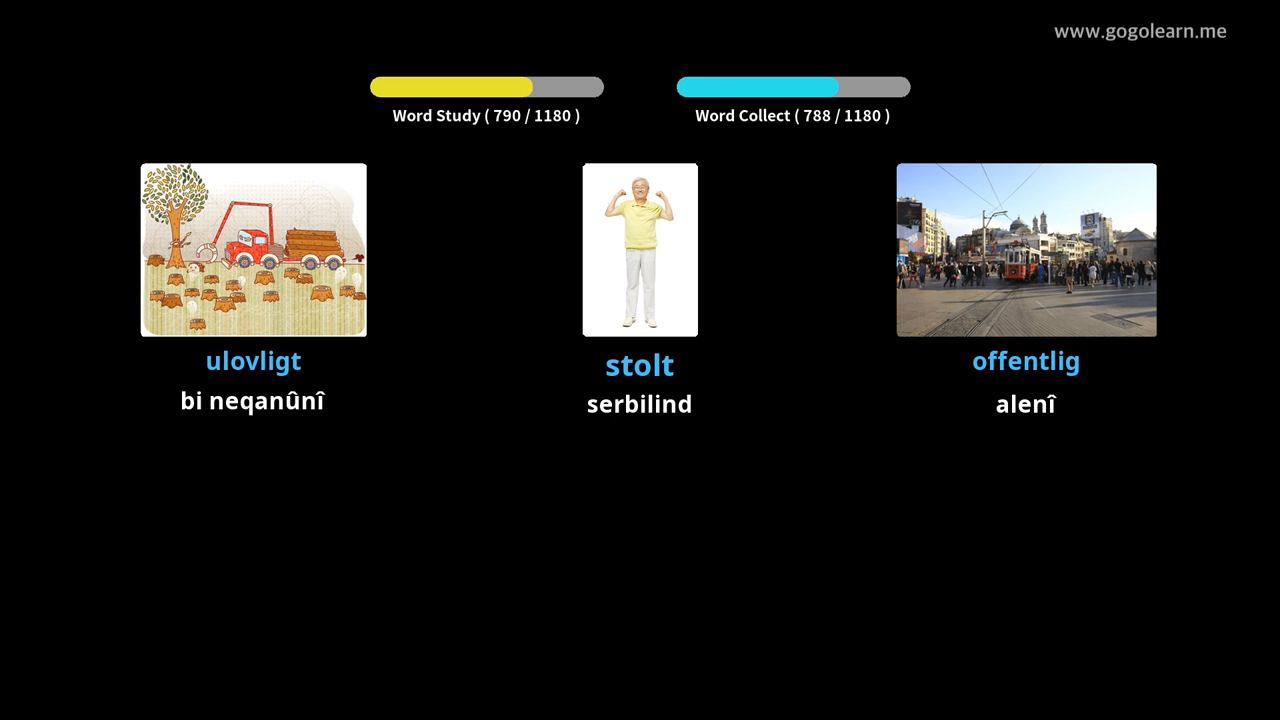 www.gogolearn.me
Word Study ( 790 / 1180 )
Word Collect ( 788 / 1180 )
ulovligt
stolt
offentlig
bi neqanûnî
serbilind
alenî